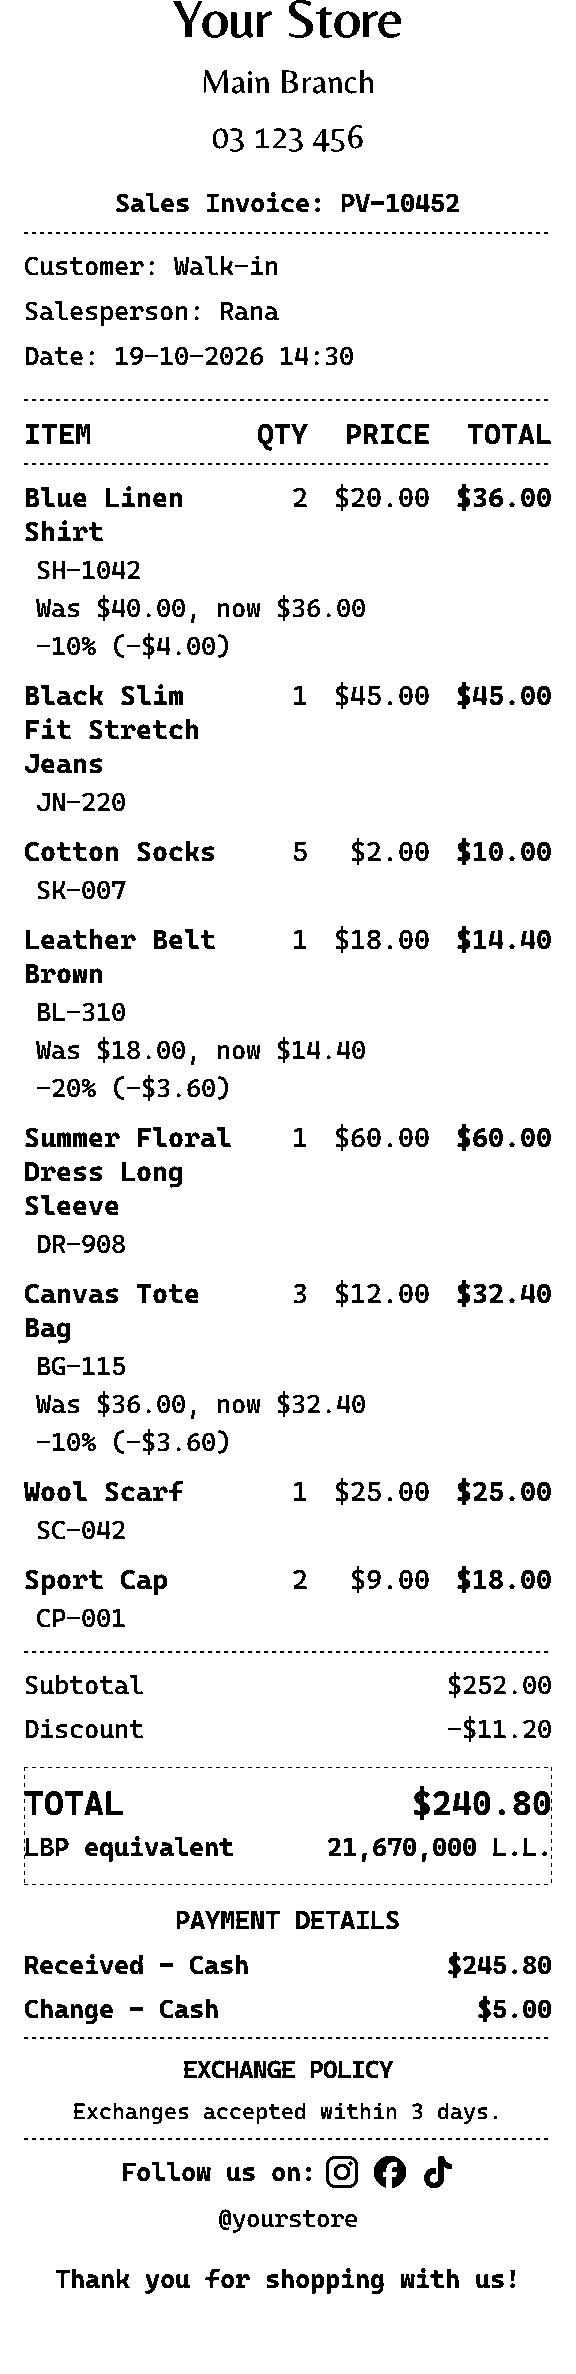 Your Store
Main Branch
03 123 456
Sales Invoice: PV-10452
Customer: Walk-in
Salesperson: Rana
Date: 19-10-2026 14:30
ITEM QTY PRICE TOTAL
Blue Linen 2 $20.00 $36.00
Shirt
SH-1042
Was $40.00, now $36.00
-10% (-$4.00)
Black Slim 1 $45.00 $45.00
Fit Stretch
Jeans
JN-220
Cotton Socks 5 $2.00 $10.00
SK-007
Leather Belt 1 $18.00 $14.40
Brown
BL-310
Was $18.00, now $14.40
-20% (-$3.60)
Summer Floral 1 $60.00 $60.00
Dress Long
Sleeve
DR-908
Canvas Tote 3 $12.00 $32.40
Bag
BG-115
Was $36.00, now $32.40
-10% (-$3.60)
Wool Scarf 1 $25.00 $25.00
SC-042
Sport Cap 2 $9.00 $18.00
CP-001
Subtotal $252.00
Discount -$11.20
TOTAL $240.80
LBP equivalent 21,670,000 L.L.
PAYMENT DETAILS
Received - Cash $245.80
Change - Cash $5.00
EXCHANGE POLICY
Exchanges accepted within 3 days.
Follow us on:
@yourstore
Thank you for shopping with us!